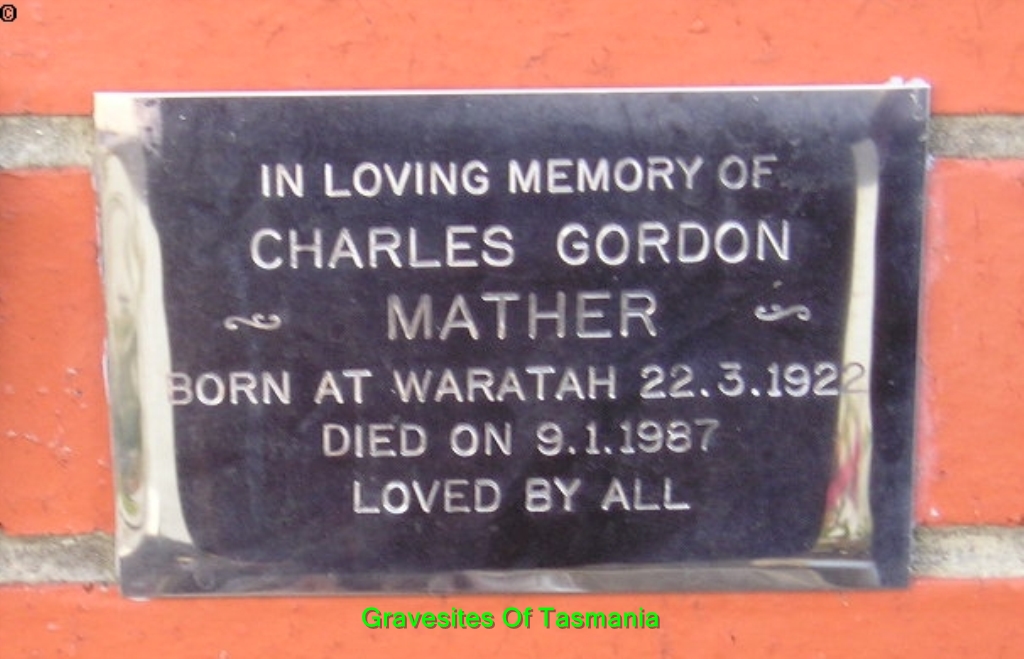 ©
IN LOVING MEMORY OF
CHARLES GORDON
MATHER
BORN AT WARATAH 22.3.1922
DIED ON 9.1.1987
LOVED BY ALL
Gravesites Of Tasmania